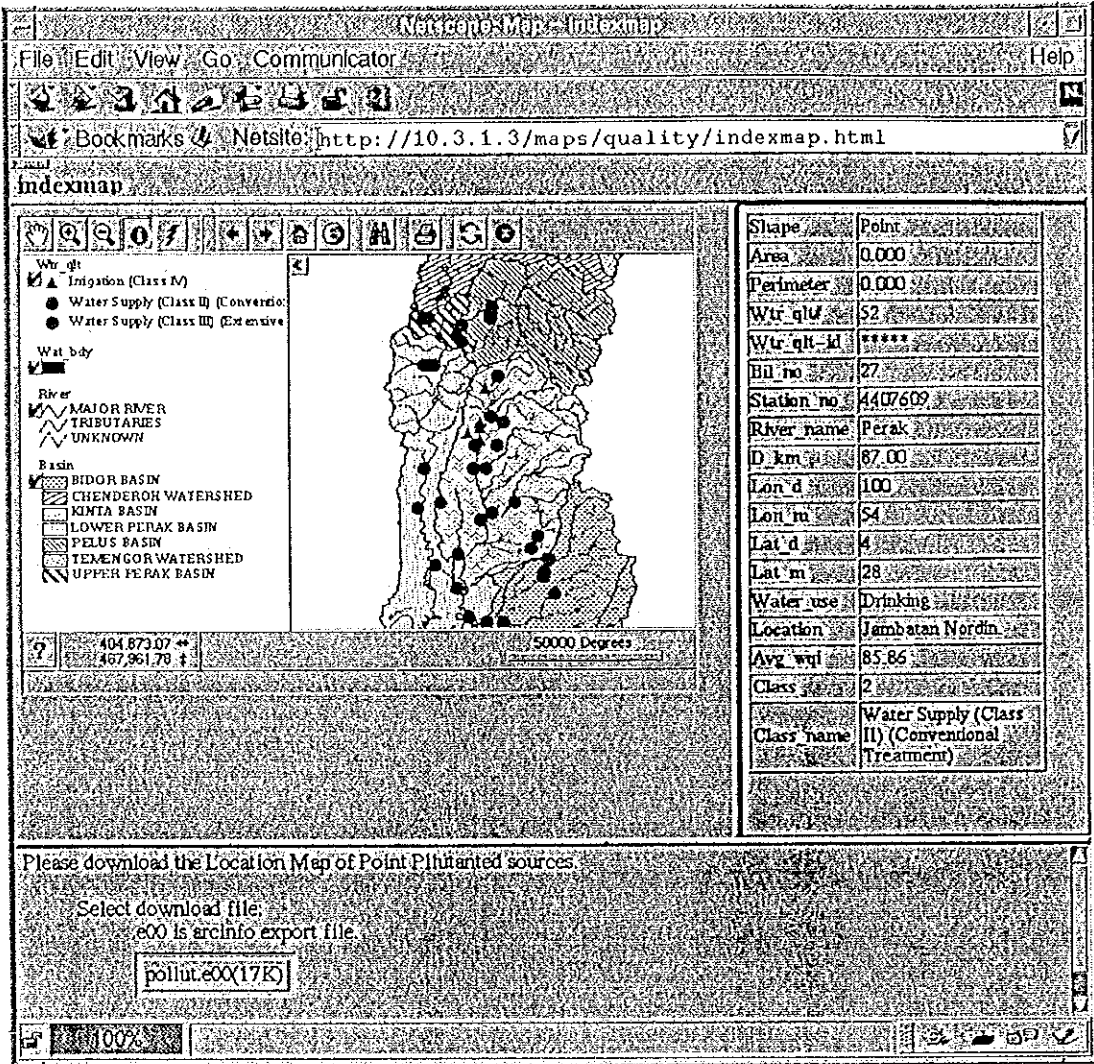 Netscape-Map - Indexmap
File Edit View Go Communicator Help
N
Bookmarks Netsite: http://10.3.1.3/maps/quality/indexmap.html
indexmap
Wtr_qlt
Irrigation (Class IV)
Water Supply (Class II) (Conventio:
Water Supply (Class III) (Extensive
Wat_bdy
River
MAJOR RIVER
TRIBUTARIES
UNKNOWN
Basin
BIDOR BASIN
CHENDEROH WATERSHED
KINTA BASIN
LOWER PERAK BASIN
PELUS BASIN
TEMENGOR WATERSHED
UPPER PERAK BASIN
?
404,873.07
467,961.78
50000 Degrees
Shape Point
Area 0.000
Perimeter 0.000
Wtr_qlt# 52
Wtr_qlt-id *****
Bil_no 27
Station_no 4407609
River_name Perak
D_km 87.00
Lon_d 100
Lon_m 54
Lat_d 4
Lat_m 28
Water_use Drinking
Location Jambatan Nordin
Avg_wqi 85.86
Class 2
Class_name Water Supply (Class
II) (Conventional
Treatment)
Please download the Location Map of Point Pllutanted sources.
Select download file;
e00 is arcinfo export file.
pollut.e00(17K)
100%